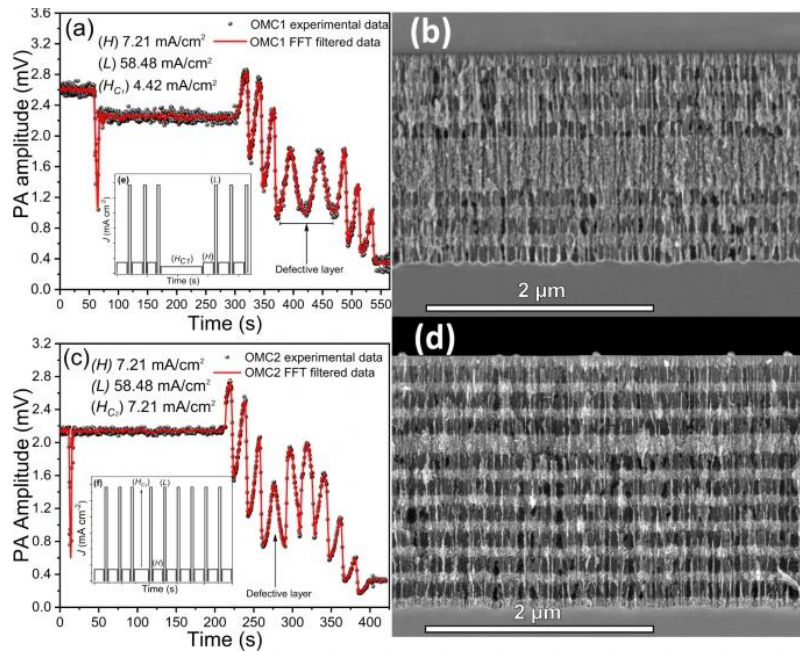 (a)
OMC1 experimental data
OMC1 FFT filtered data
(H) 7.21 mA/cm²
(L) 58.48 mA/cm²
(H_C₁) 4.42 mA/cm²
PA amplitude (mV)
3.6
3.0
2.4
1.8
1.2
0.6
0.0
(e)
(L)
(H_C1)
(H)
J (mA cm⁻²)
Time (s)
Defective layer
0 50 100 150 200 250 300 350 400 450 500 550
Time (s)
(b)
2 µm
(c)
OMC2 experimental data
OMC2 FFT filtered data
(H) 7.21 mA/cm²
(L) 58.48 mA/cm²
(H_C₂) 7.21 mA/cm²
PA Amplitude (mV)
3.2
2.8
2.4
2.0
1.6
1.2
0.8
0.4
0.0
(f)
(H_C₂)
(L)
(H)
J (mA cm⁻²)
Time (s)
Defective layer
0 50 100 150 200 250 300 350 400
Time (s)
(d)
2 µm